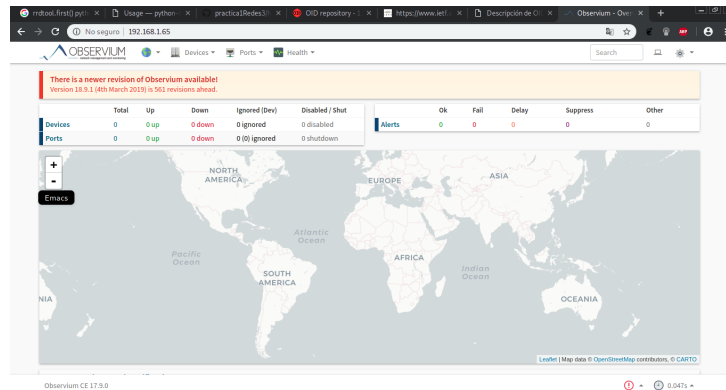 rrdtool.first() pyth
Usage — python-
practica1Redes3/
OID repository - 1.
https://www.ietf.
Descripción de OI
Observium - Over
No seguro | 192.168.1.65
OBSERVIUM
Devices
Ports
Health
Search
There is a newer revision of Observium available!
Version 18.9.1 (4th March 2019) is 561 revisions ahead.
Total Up Down Ignored (Dev) Disabled / Shut
Devices 0 0 up 0 down 0 ignored 0 disabled
Ports 0 0 up 0 down 0 (0) ignored 0 shutdown
Ok Fail Delay Suppress Other
Alerts 0 0 0 0 0
+
-
Emacs
NORTH AMERICA
EUROPE
ASIA
Atlantic Ocean
Pacific Ocean
AFRICA
SOUTH AMERICA
Indian Ocean
NIA
OCEANIA
Leaflet | Map data © OpenStreetMap contributors, © CARTO
Observium CE 17.9.0
0.047s